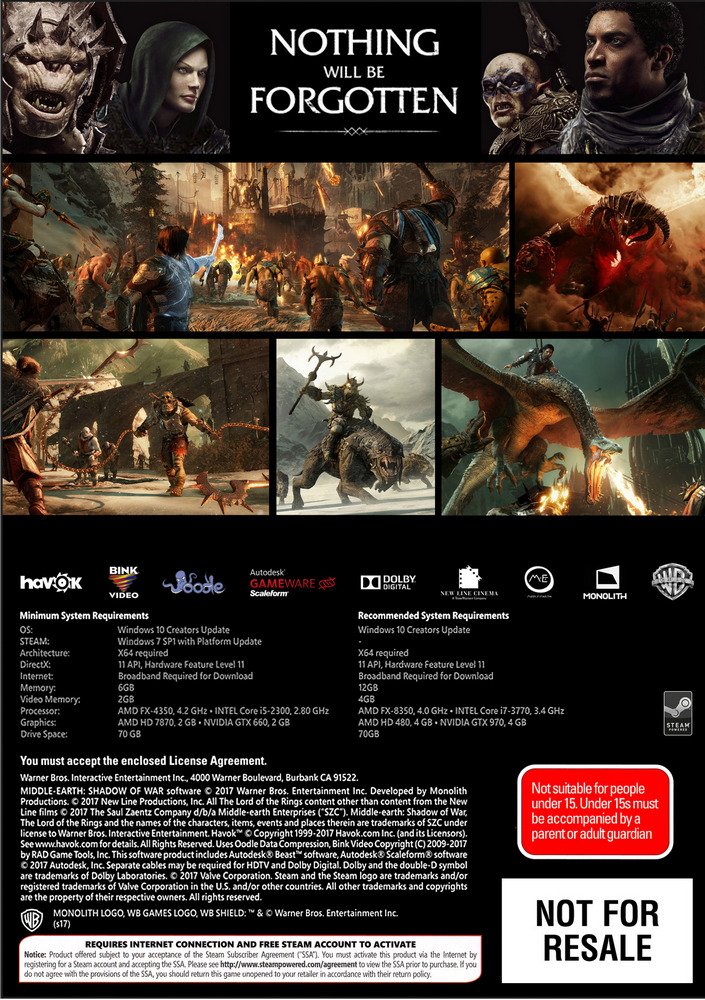 NOTHING
WILL BE
FORGOTTEN
havOK
BINK
VIDEO
oodle
Autodesk®
GAMEWARE
Scaleform®
DOLBY
DIGITAL
NEW LINE CINEMA
MONOLITH
WB
Minimum System Requirements
OS: Windows 10 Creators Update
STEAM: Windows 7 SP1 with Platform Update
Architecture: X64 required
DirectX: 11 API, Hardware Feature Level 11
Internet: Broadband Required for Download
Memory: 6GB
Video Memory: 2GB
Processor: AMD FX-4350, 4.2 GHz • INTEL Core i5-2300, 2.80 GHz
Graphics: AMD HD 7870, 2 GB • NVIDIA GTX 660, 2 GB
Drive Space: 70 GB
Recommended System Requirements
Windows 10 Creators Update
-
X64 required
11 API, Hardware Feature Level 11
Broadband Required for Download
12GB
4GB
AMD FX-8350, 4.0 GHz • INTEL Core i7-3770, 3.4 GHz
AMD HD 480, 4 GB • NVIDIA GTX 970, 4 GB
70GB
STEAM
POWERED
You must accept the enclosed License Agreement.
Warner Bros. Interactive Entertainment Inc., 4000 Warner Boulevard, Burbank CA 91522.
MIDDLE-EARTH: SHADOW OF WAR software © 2017 Warner Bros. Entertainment Inc. Developed by Monolith
Productions. © 2017 New Line Productions, Inc. All The Lord of the Rings content other than content from the New
Line films © 2017 The Saul Zaentz Company d/b/a Middle-earth Enterprises ("SZC"). Middle-earth: Shadow of War,
The Lord of the Rings and the names of the characters, items, events and places therein are trademarks of SZC under
license to Warner Bros. Interactive Entertainment. Havok™ © Copyright 1999-2017 Havok.com Inc. (and its Licensors).
See www.havok.com for details. All Rights Reserved. Uses Oodle Data Compression, Bink Video Copyright (C) 2009-2017
by RAD Game Tools, Inc. This software product includes Autodesk® Beast™ software, Autodesk® Scaleform® software
© 2017 Autodesk, Inc. Separate cables may be required for HDTV and Dolby Digital. Dolby and the double-D symbol
are trademarks of Dolby Laboratories. © 2017 Valve Corporation. Steam and the Steam logo are trademarks and/or
registered trademarks of Valve Corporation in the U.S. and/or other countries. All other trademarks and copyrights
are the property of their respective owners. All rights reserved.
WB MONOLITH LOGO, WB GAMES LOGO, WB SHIELD: ™ & © Warner Bros. Entertainment Inc.
(s17)
Not suitable for people
under 15. Under 15s must
be accompanied by a
parent or adult guardian
NOT FOR
RESALE
REQUIRES INTERNET CONNECTION AND FREE STEAM ACCOUNT TO ACTIVATE
Notice: Product offered subject to your acceptance of the Steam Subscriber Agreement ("SSA"). You must activate this product via the Internet by
registering for a Steam account and accepting the SSA. Please see http://www.steampowered.com/agreement to view the SSA prior to purchase. If you
do not agree with the provisions of the SSA, you should return this game unopened to your retailer in accordance with their return policy.